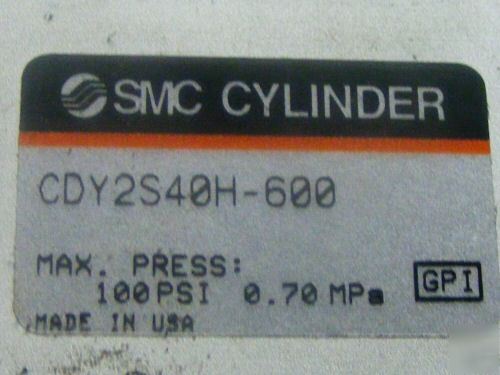 SMC CYLINDER
CDY2S40H-600
MAX. PRESS:
100PSI 0.70 MPa
GPI
MADE IN USA